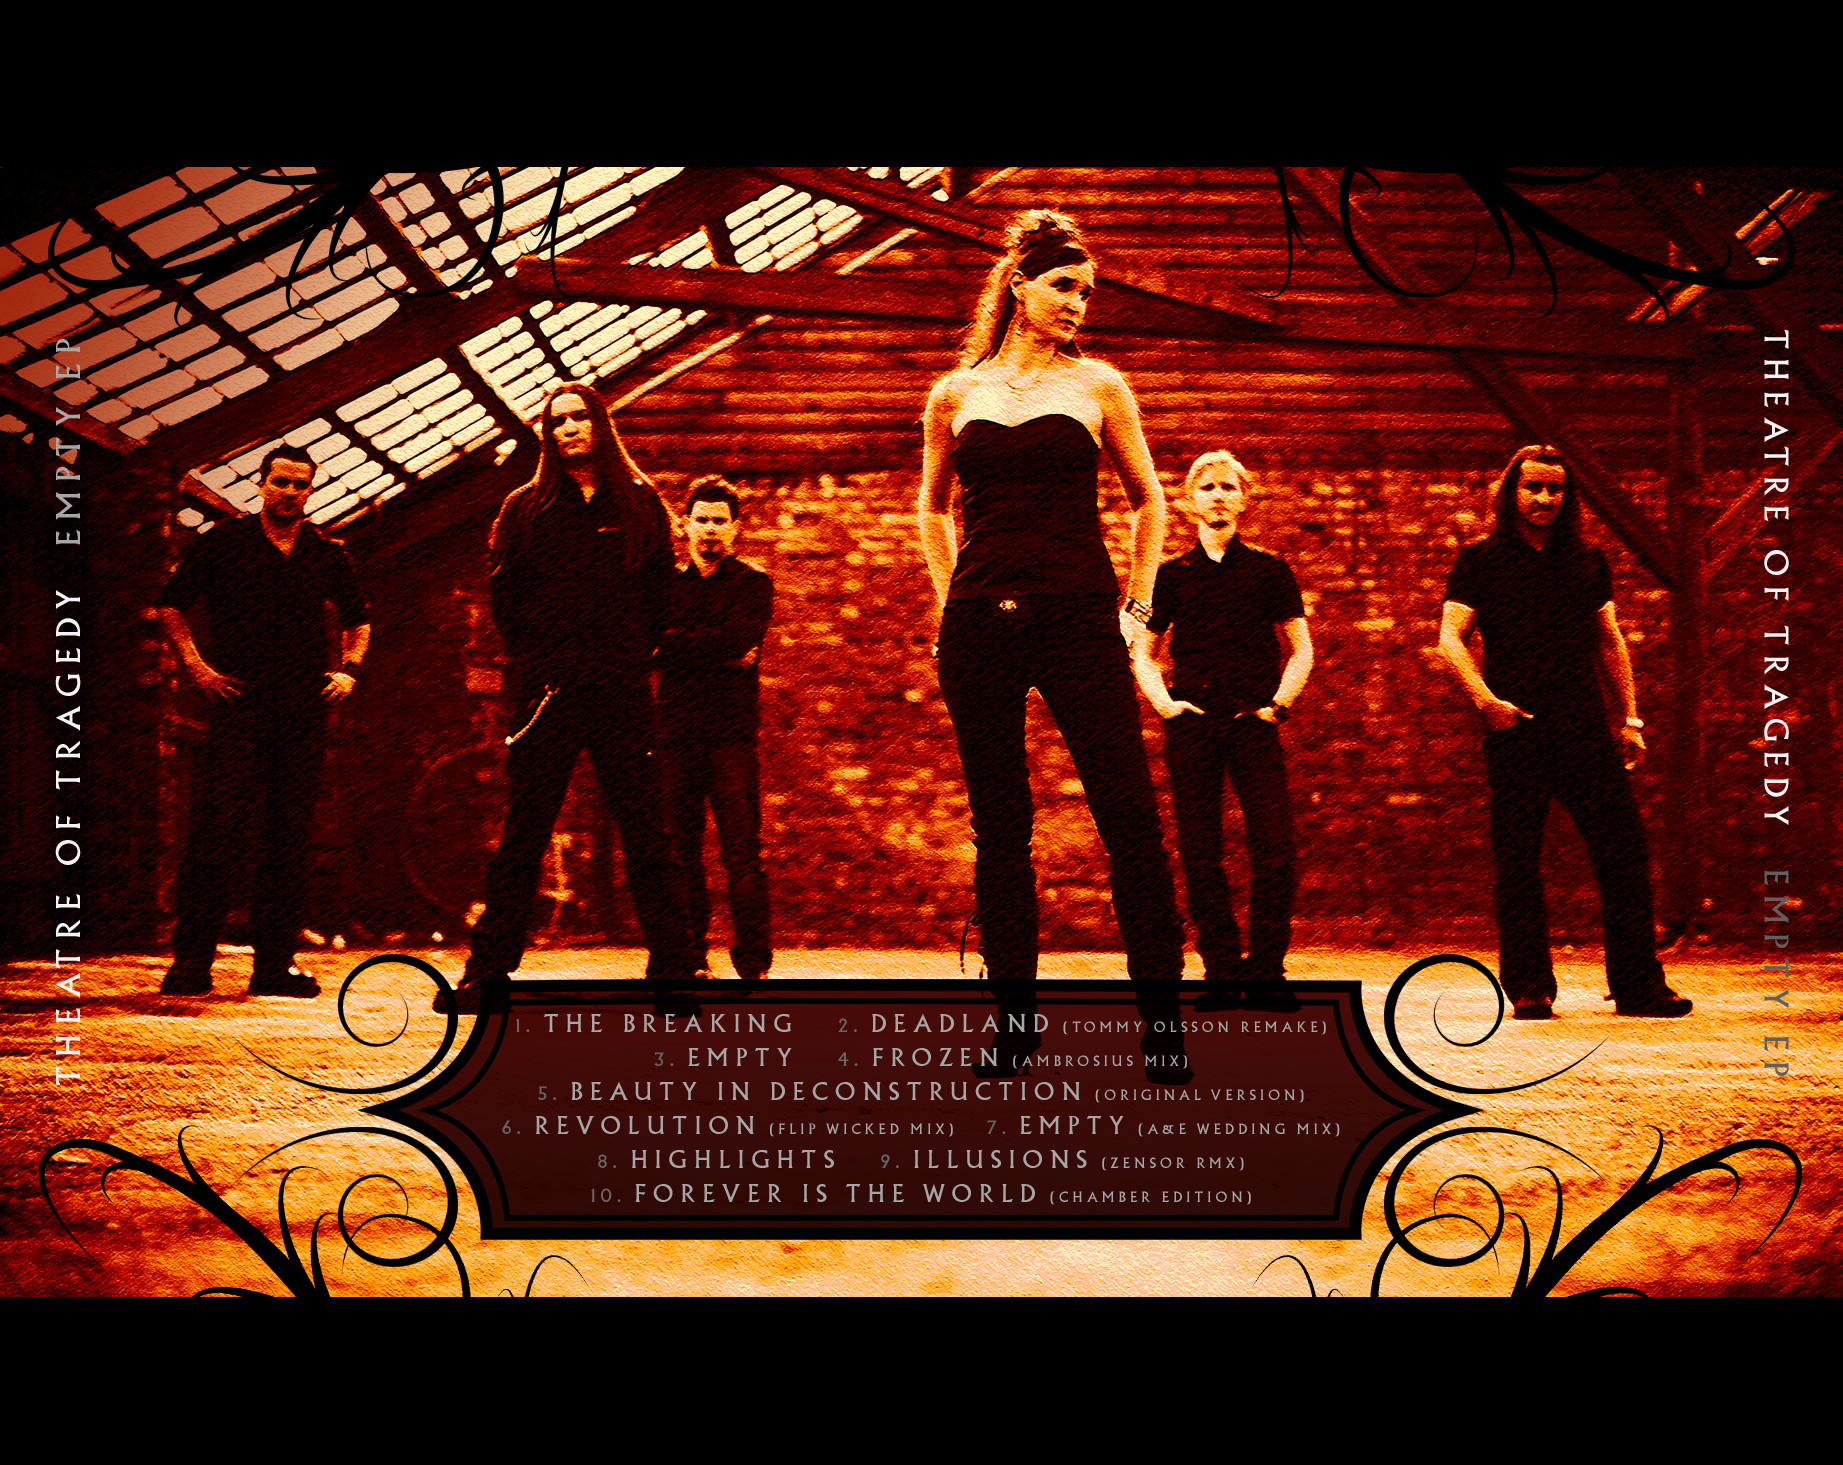 THEATRE OF TRAGEDY EMPTY EP
THEATRE OF TRAGEDY EMPTY EP
1. THE BREAKING 2. DEADLAND (TOMMY OLSSON REMAKE)
3. EMPTY 4. FROZEN (AMBROSIUS MIX)
5. BEAUTY IN DECONSTRUCTION (ORIGINAL VERSION)
6. REVOLUTION (FLIP WICKED MIX) 7. EMPTY (A&E WEDDING MIX)
8. HIGHLIGHTS 9. ILLUSIONS (ZENSOR RMX)
10. FOREVER IS THE WORLD (CHAMBER EDITION)